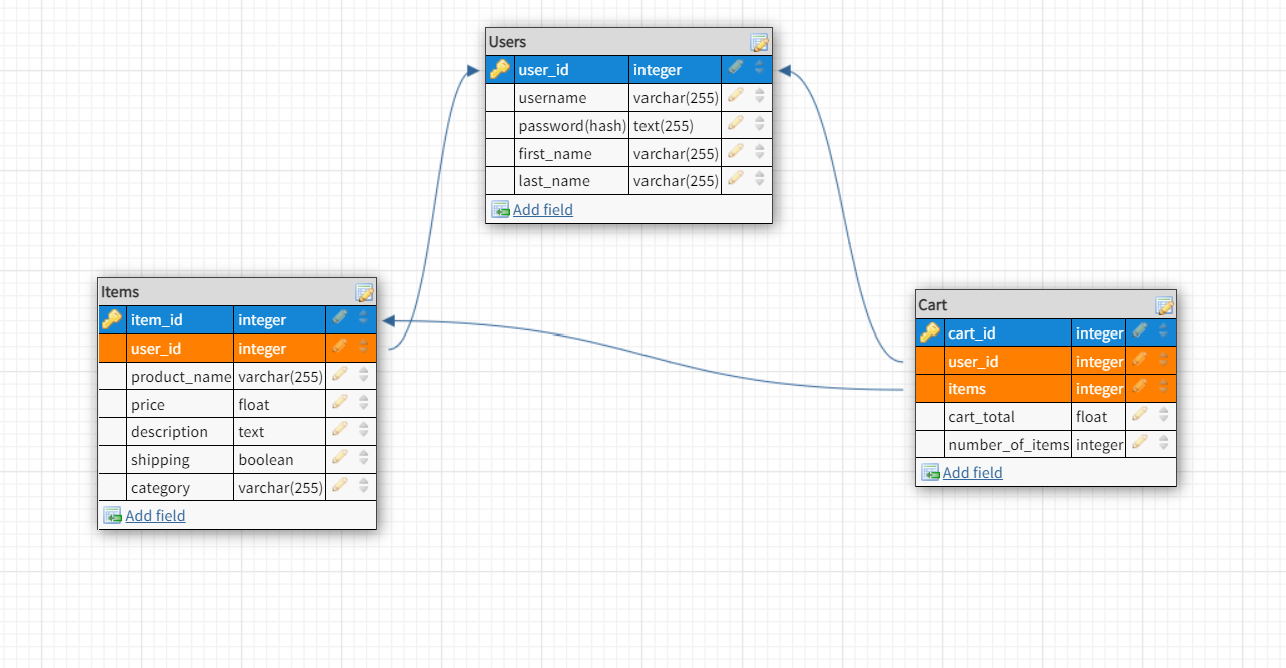 Users
user_id integer
username varchar(255)
password(hash) text(255)
first_name varchar(255)
last_name varchar(255)
Add field
Items
item_id integer
user_id integer
product_name varchar(255)
price float
description text
shipping boolean
category varchar(255)
Add field
Cart
cart_id integer
user_id integer
items integer
cart_total float
number_of_items integer
Add field